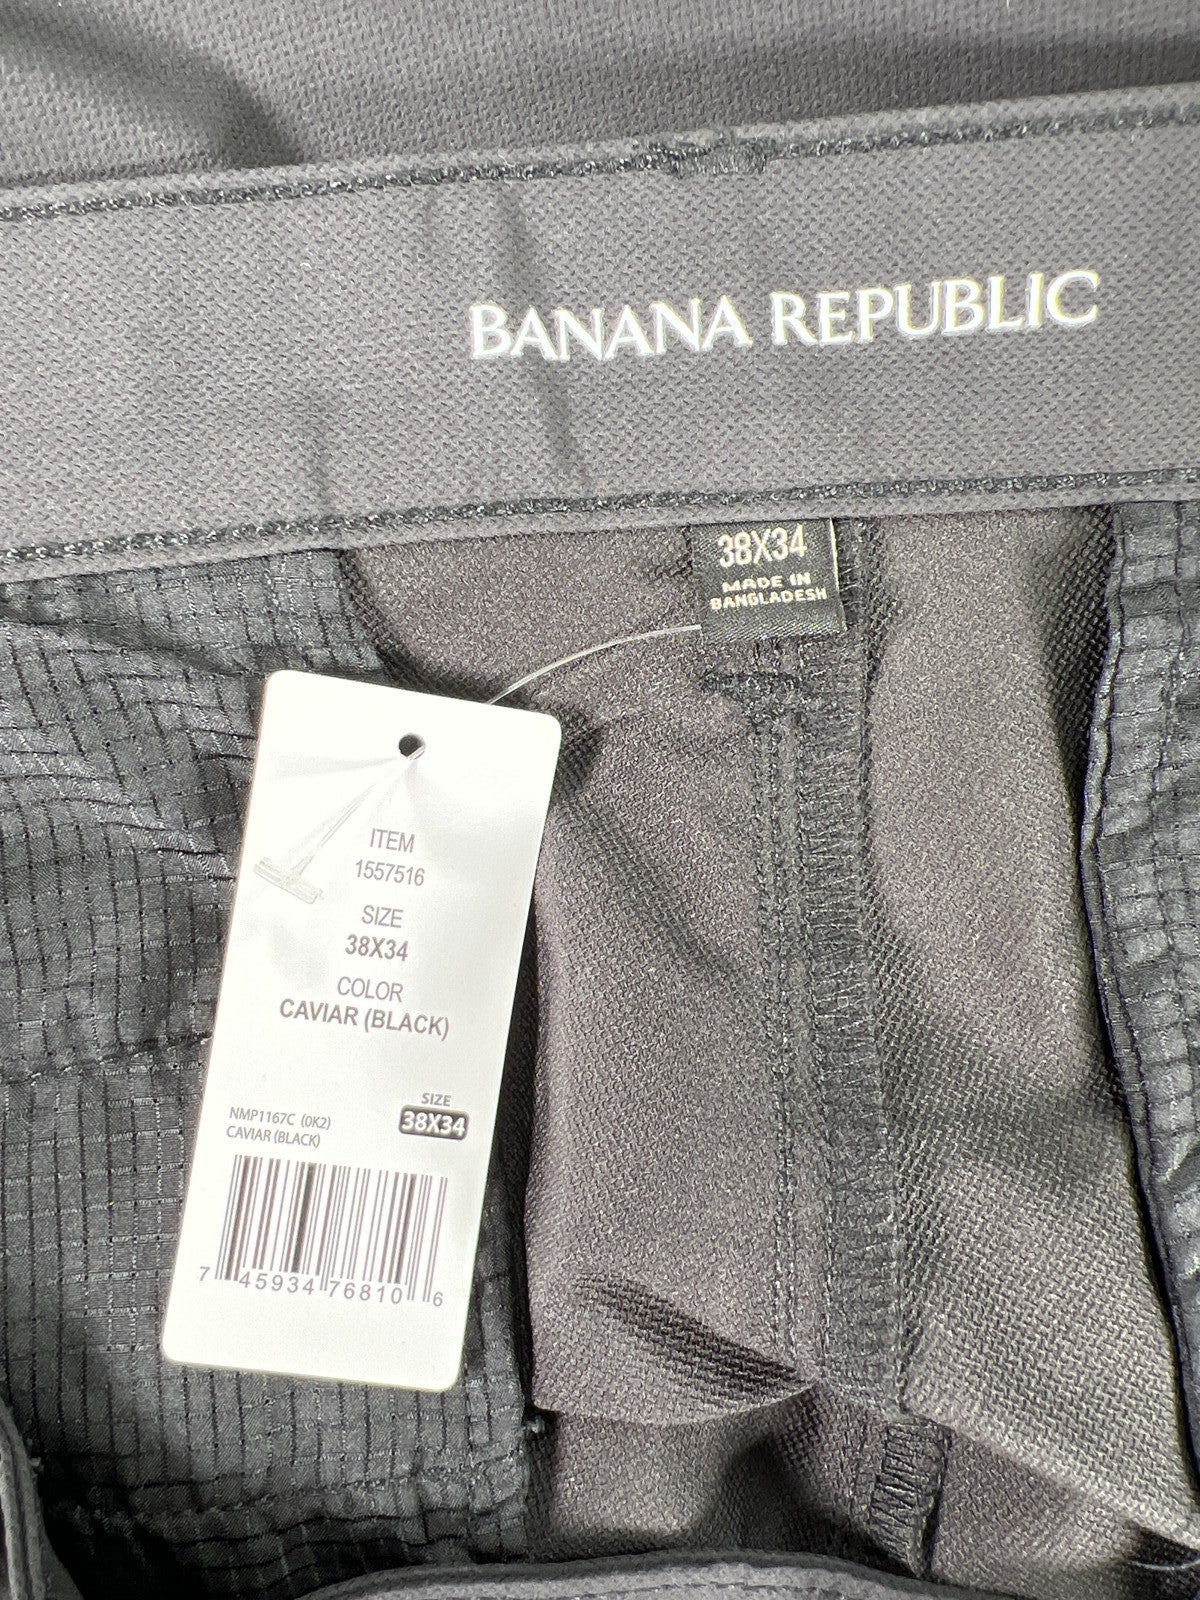 BANANA REPUBLIC
38X34
MADE IN
BANGLADESH
ITEM
1557516
SIZE
38X34
COLOR
CAVIAR (BLACK)
NMP1167C (0K2)
CAVIAR (BLACK)
SIZE
38X34
7 45934 76810 6